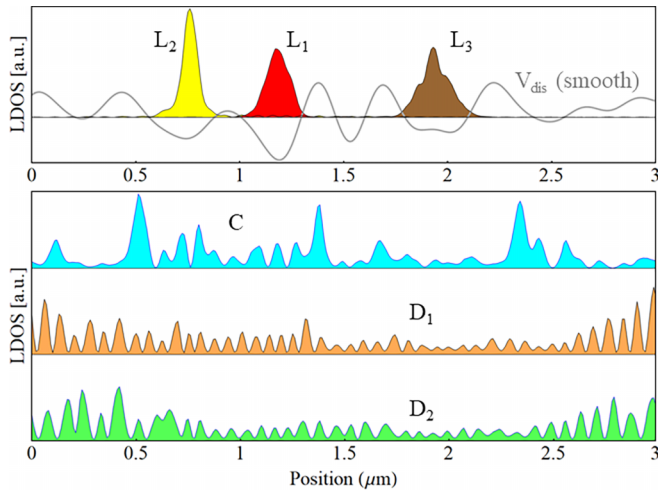 LDOS [a.u.]
L₂
L₁
L₃
V_dis (smooth)
0
0.5
1
1.5
2
2.5
3
LDOS [a.u.]
C
D₁
D₂
0
0.5
1
1.5
2
2.5
3
Position (μm)